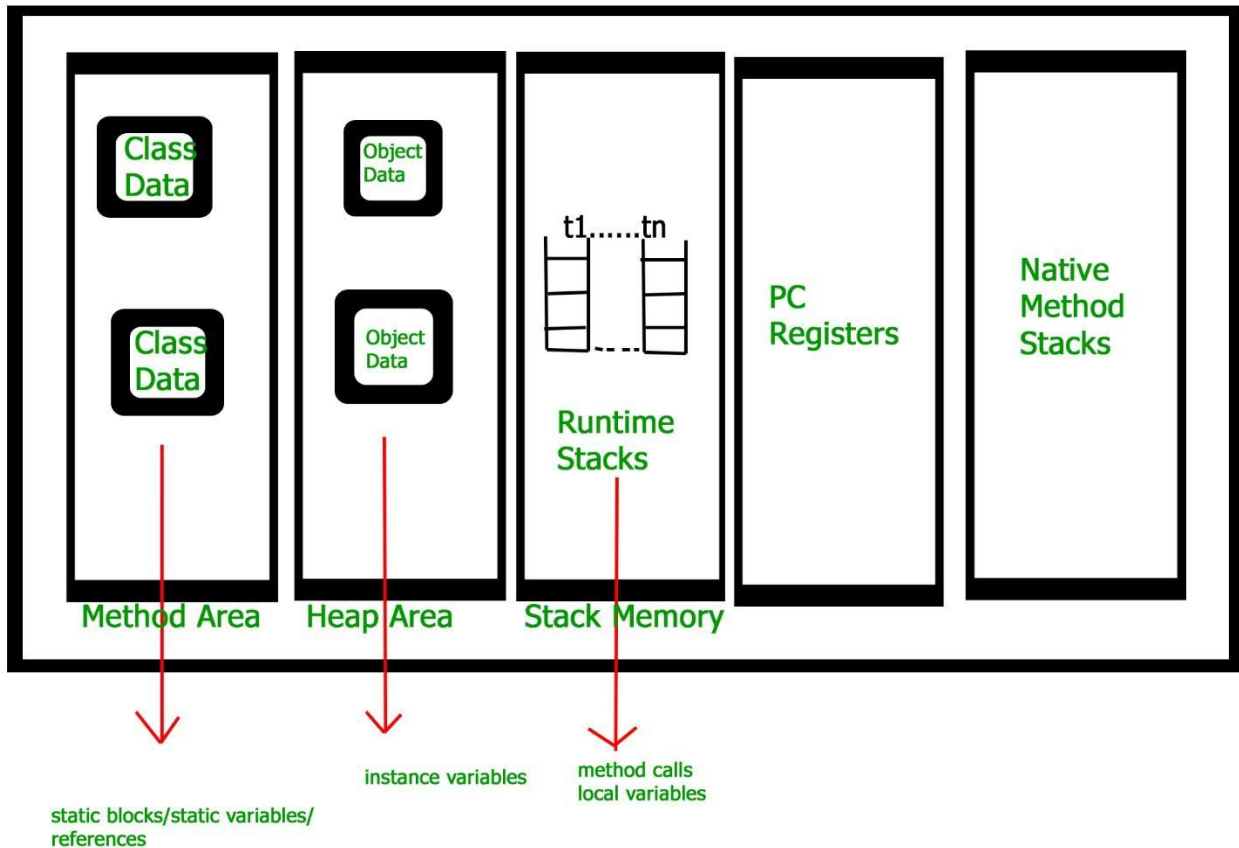 Class
Data
Class
Data
Method Area
static blocks/static variables/
references
Object
Data
Object
Data
Heap Area
instance variables
t1......tn
Runtime
Stacks
Stack Memory
method calls
local variables
PC
Registers
Native
Method
Stacks